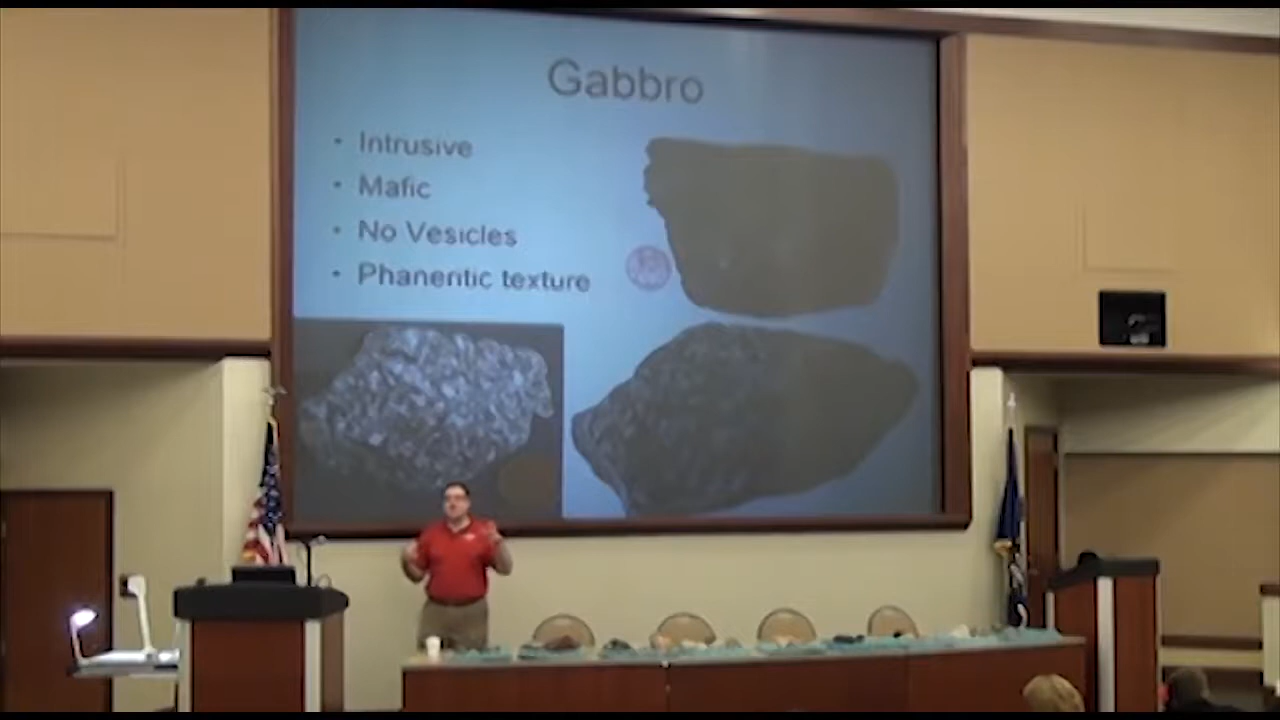 Gabbro
• Intrusive
• Mafic
• No Vesicles
• Phaneritic texture